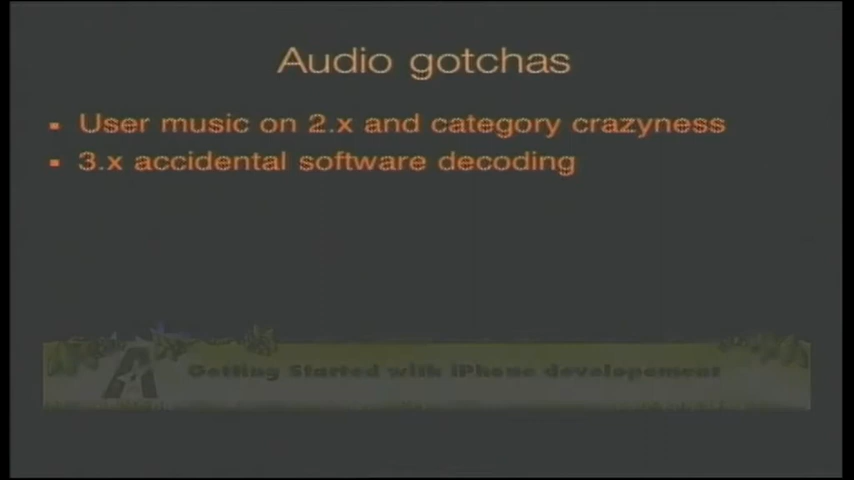 Audio gotchas
User music on 2.x and category crazyness
3.x accidental software decoding
Getting Started with iPhone developement